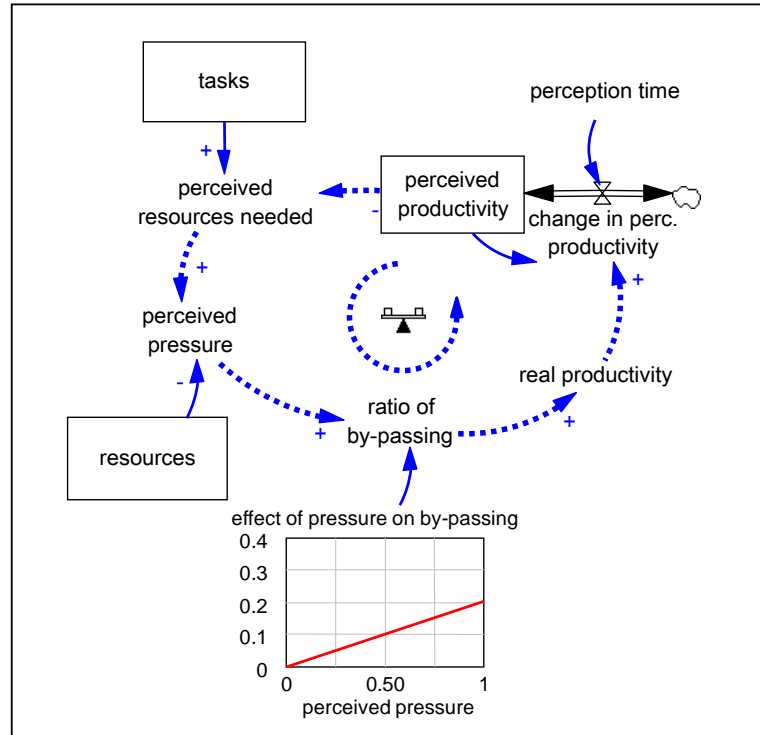 tasks
perception time
+
perceived
resources needed
-
perceived
productivity
change in perc.
productivity
+
+
perceived
pressure
-
real productivity
ratio of
by-passing
+
+
resources
effect of pressure on by-passing
0.4
0.3
0.2
0.1
0
0
0.50
1
perceived pressure